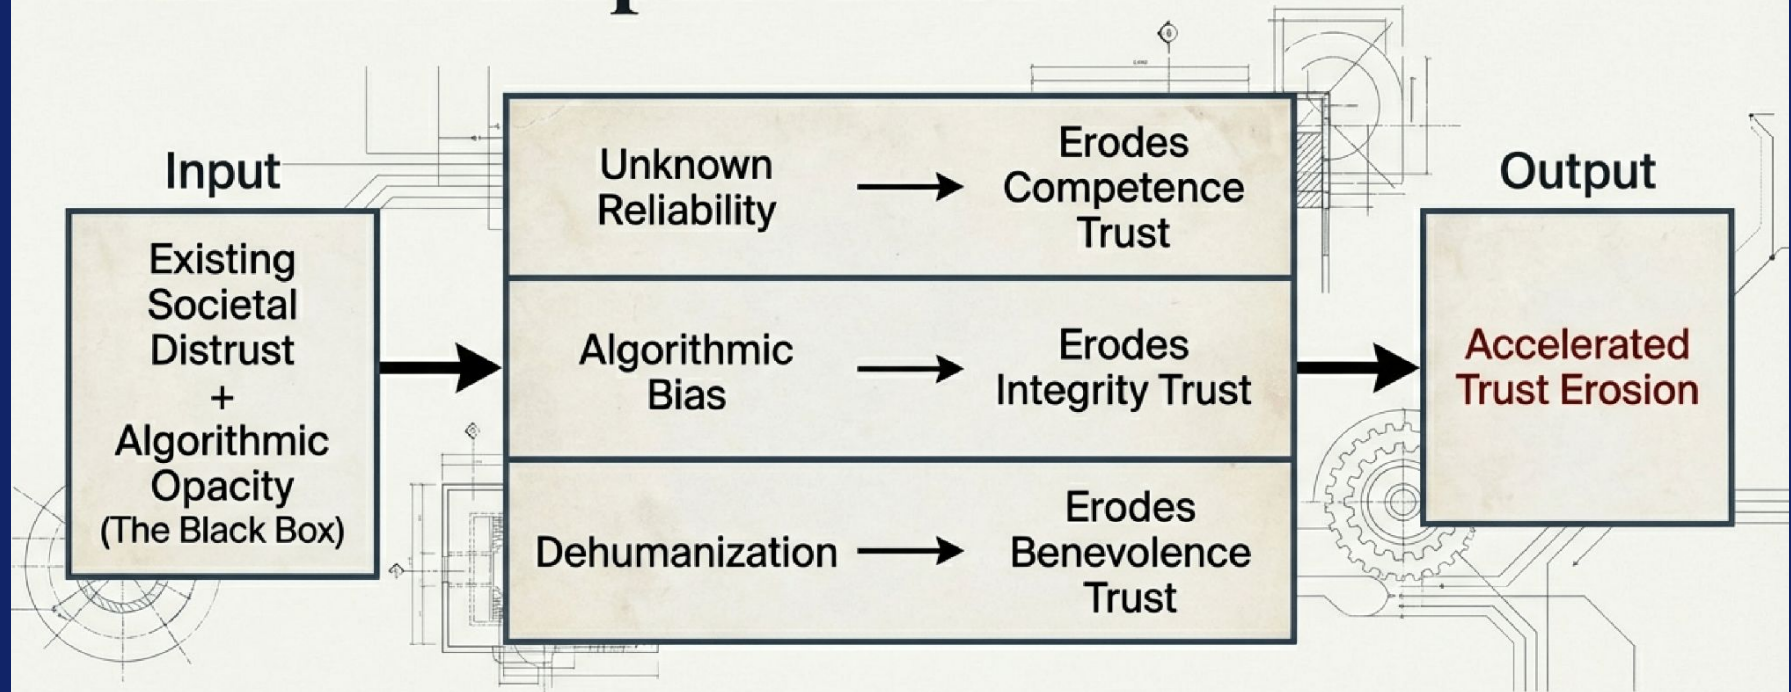 Input
Existing
Societal
Distrust
+
Algorithmic
Opacity
(The Black Box)
Unknown
Reliability
Erodes
Competence
Trust
Algorithmic
Bias
Erodes
Integrity Trust
Dehumanization
Erodes
Benevolence
Trust
Output
Accelerated
Trust Erosion